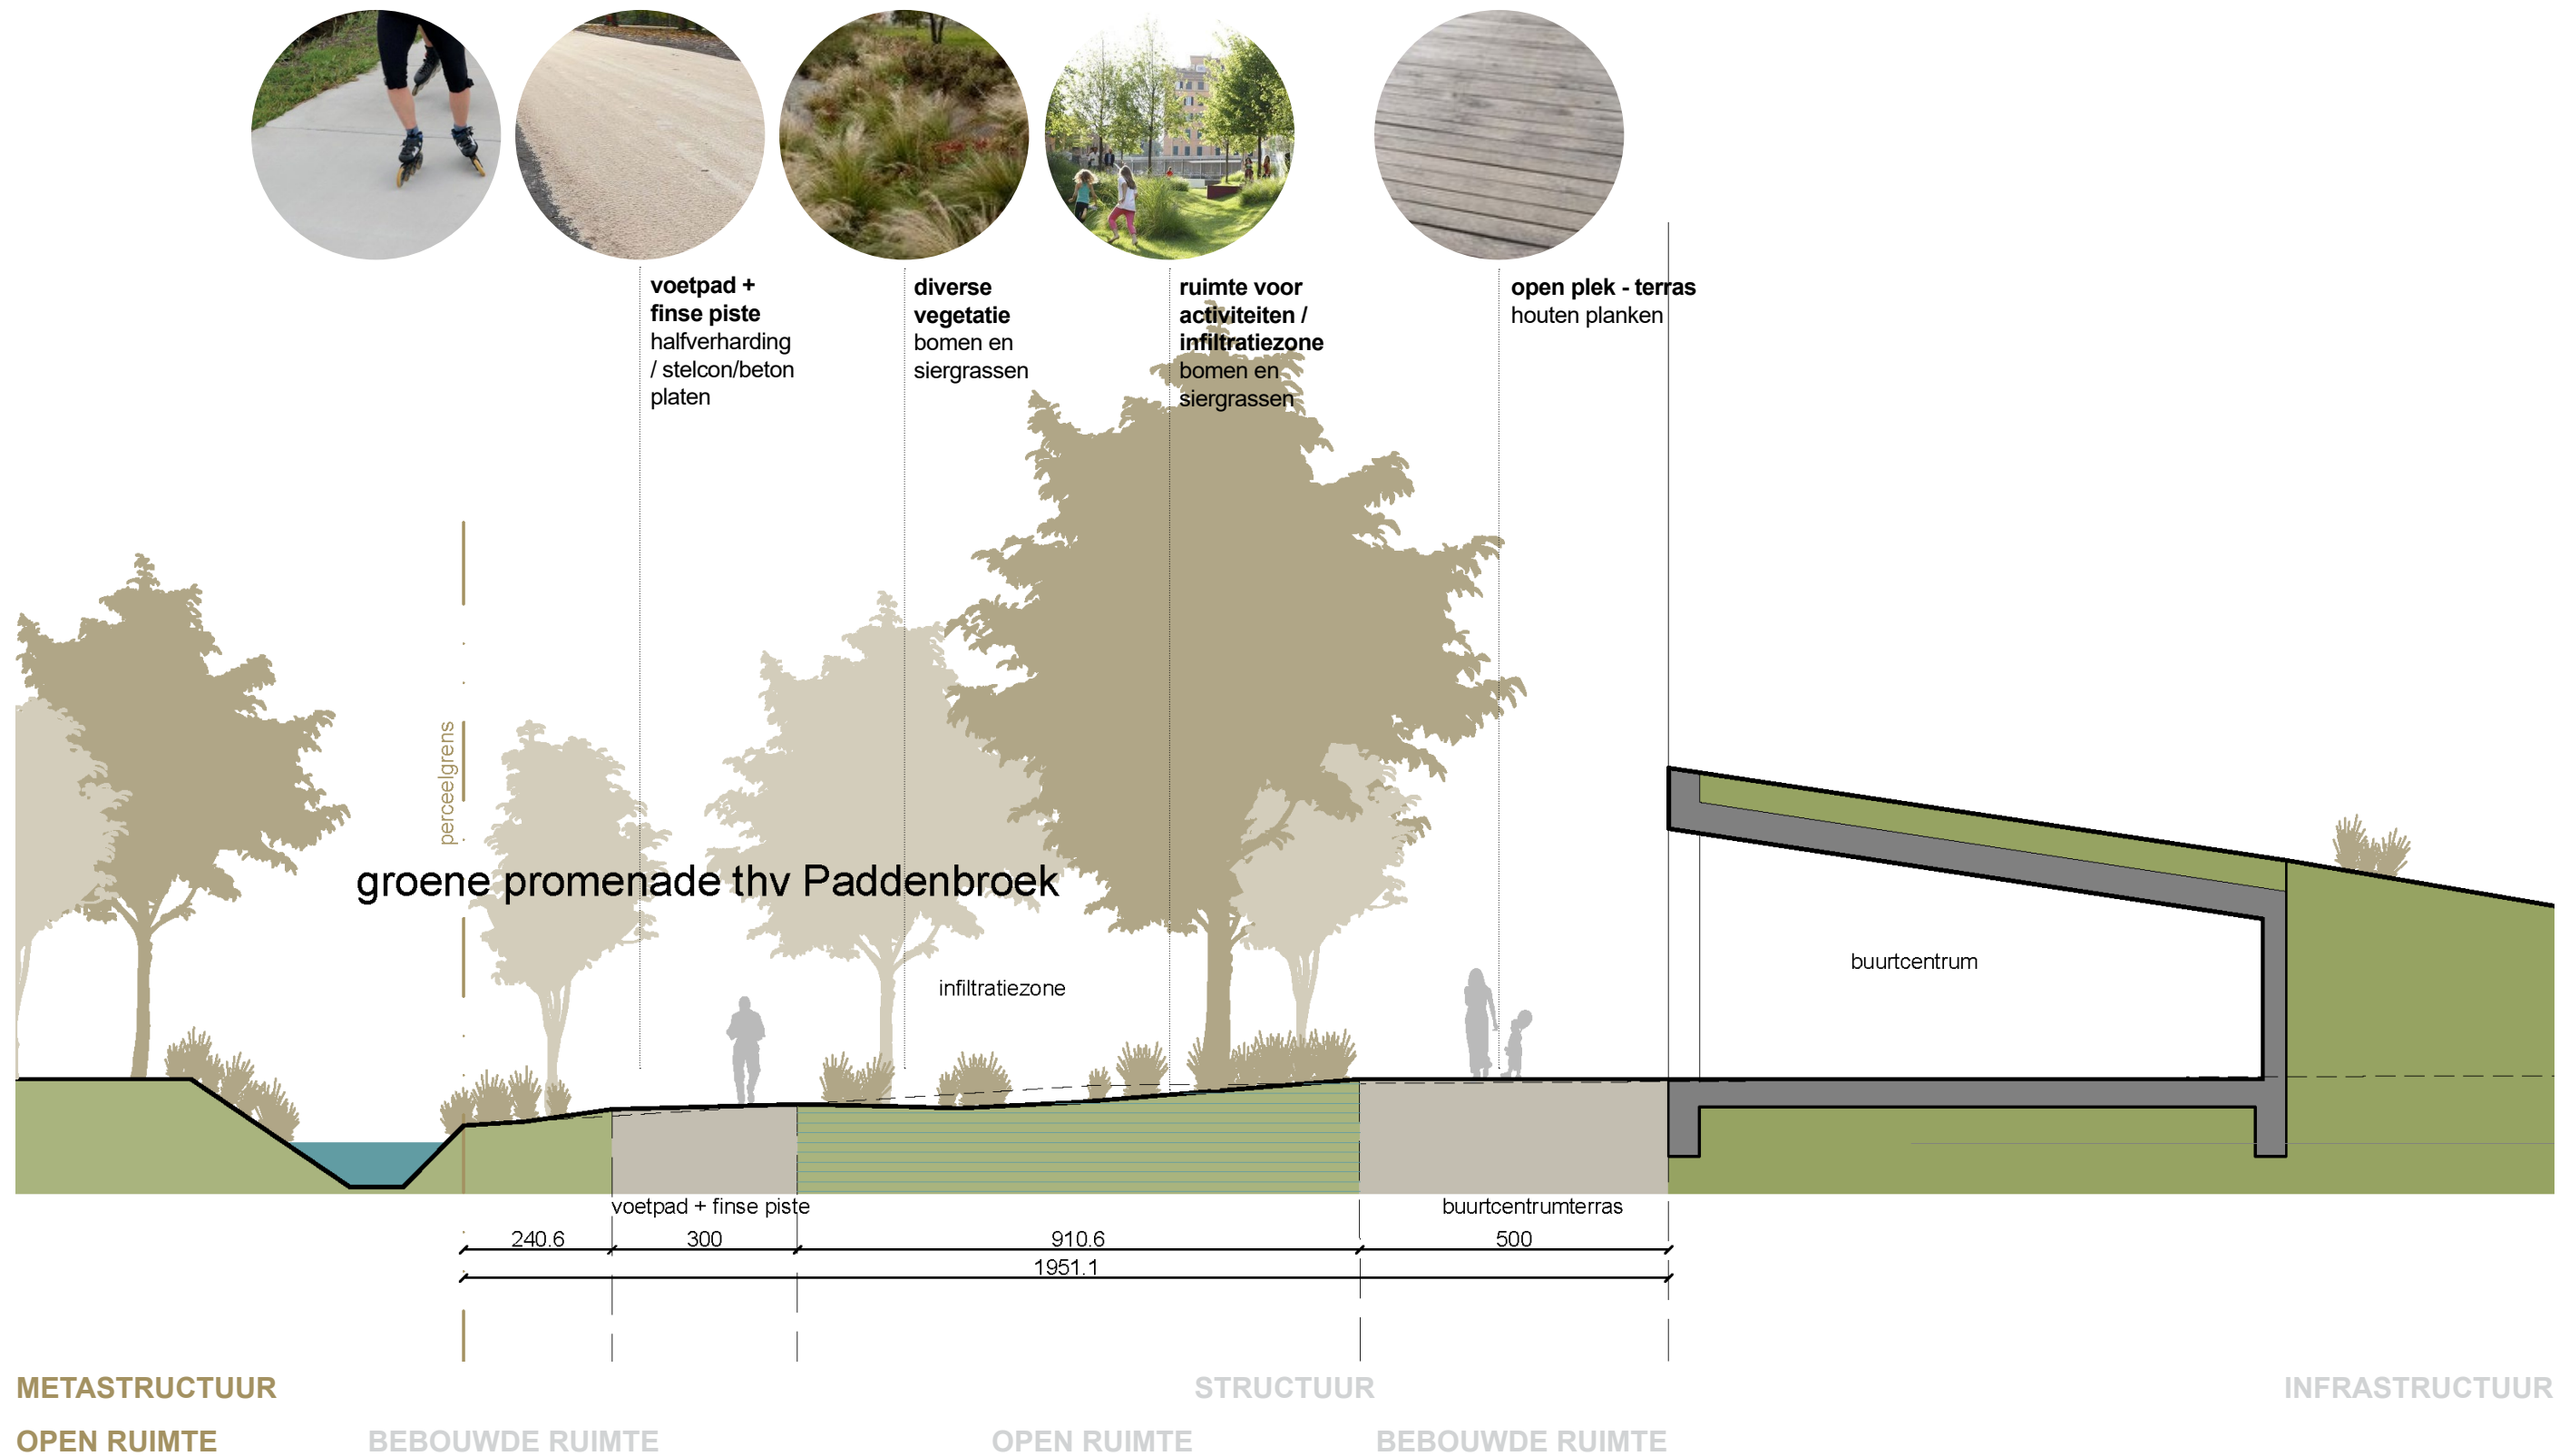 voetpad +
finse piste
halfverharding
/ stelcon/beton
platen
diverse
vegetatie
bomen en
siergrassen
ruimte voor
activiteiten /
infiltratiezone
bomen en
siergrassen
open plek - terras
houten planken
perceelgrens
groene promenade thv Paddenbroek
infiltratiezone
buurtcentrum
voetpad + finse piste
buurtcentrumterras
240.6
300
910.6
500
1951.1
METASTRUCTUUR
STRUCTUUR
INFRASTRUCTUUR
OPEN RUIMTE
BEBOUWDE RUIMTE
OPEN RUIMTE
BEBOUWDE RUIMTE